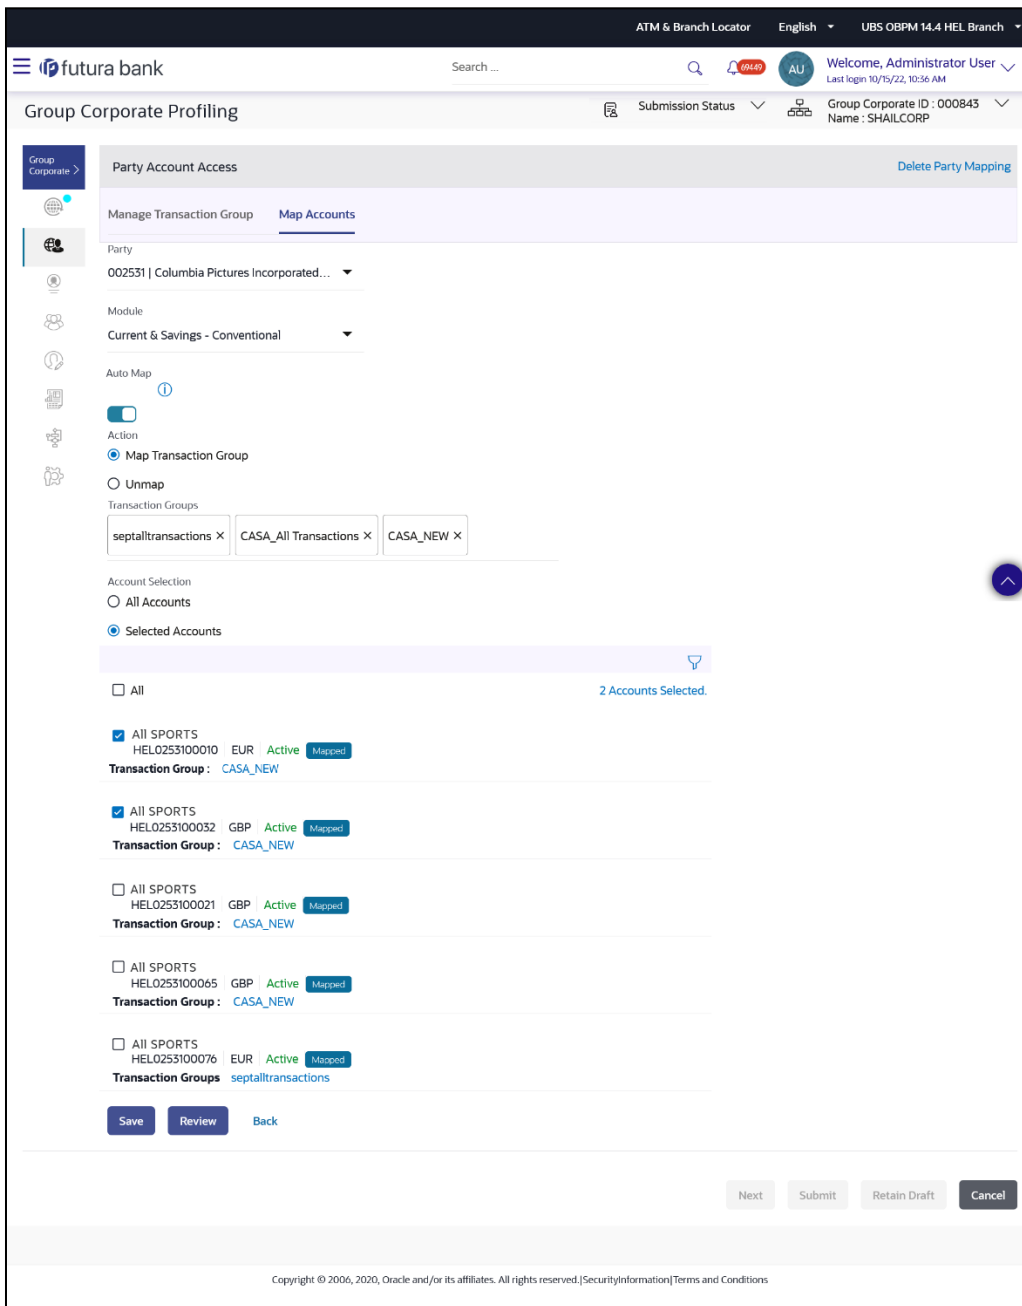 ATM & Branch Locator English UBS OBPM 14.4 HEL Branch
futura bank Search ... 69449 AU Welcome, Administrator User
Last login 10/15/22, 10:36 AM
Group Corporate Profiling Submission Status Group Corporate ID : 000843
Name : SHAILCORP
Group
Corporate >
Party Account Access Delete Party Mapping
Manage Transaction Group Map Accounts
Party
002531 | Columbia Pictures Incorporated...
Module
Current & Savings - Conventional
Auto Map
Action
Map Transaction Group
Unmap
Transaction Groups
septalltransactions × CASA_All Transactions × CASA_NEW ×
Account Selection
All Accounts
Selected Accounts
All 2 Accounts Selected.
All SPORTS
HEL0253100010 EUR Active Mapped
Transaction Group : CASA_NEW
All SPORTS
HEL0253100032 GBP Active Mapped
Transaction Group : CASA_NEW
All SPORTS
HEL0253100021 GBP Active Mapped
Transaction Group : CASA_NEW
All SPORTS
HEL0253100065 GBP Active Mapped
Transaction Group : CASA_NEW
All SPORTS
HEL0253100076 EUR Active Mapped
Transaction Groups septalltransactions
Save Review Back
Next Submit Retain Draft Cancel
Copyright © 2006, 2020, Oracle and/or its affiliates. All rights reserved.|SecurityInformation|Terms and Conditions